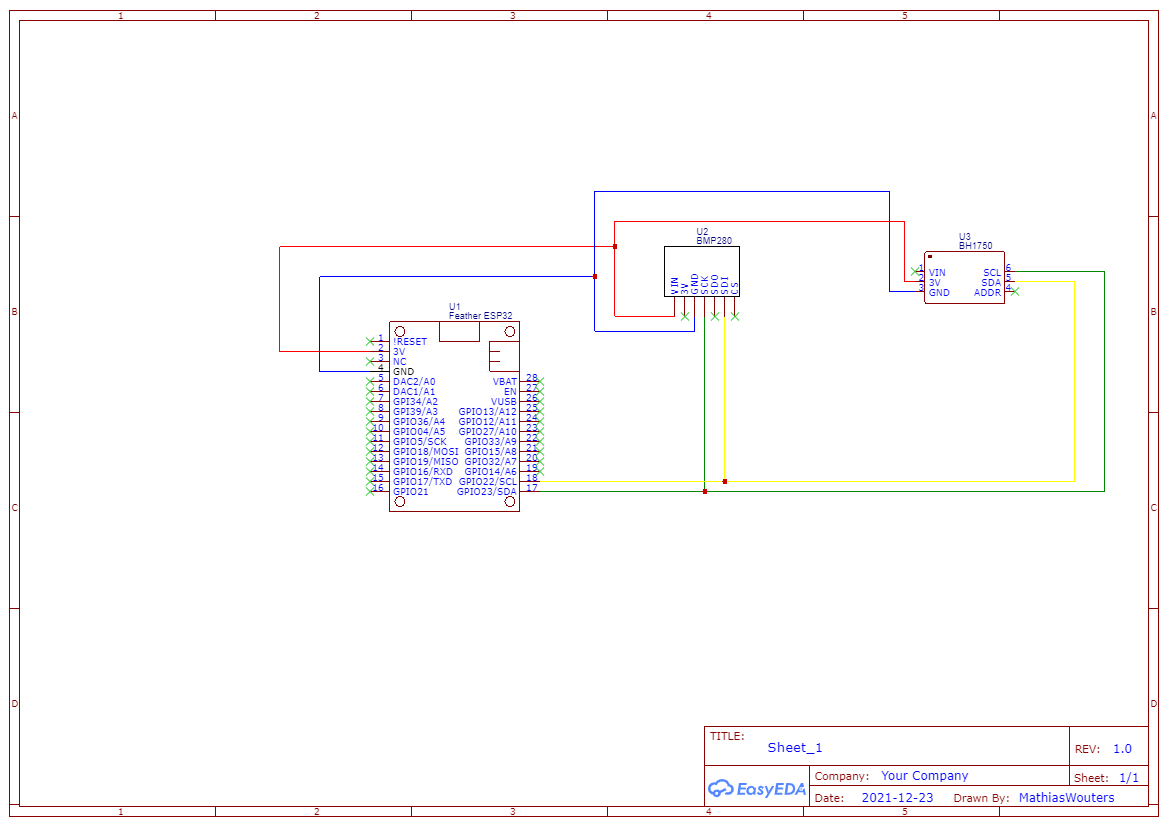 1 2 3 4 5
A A
B B
C C
D D
U2
BMP280
VIN
3V
GND
SCK
SDO
SDI
CS
U3
BH1750
1 VIN SCL 6
2 3V SDA 5
3 GND ADDR 4
U1
Feather ESP32
1 !RESET
2 3V
3 NC
4 GND
5 DAC2/A0 VBAT 28
6 DAC1/A1 EN 27
7 GPI34/A2 VUSB 26
8 GPI39/A3 GPIO13/A12 25
9 GPIO36/A4 GPIO12/A11 24
10 GPIO04/A5 GPIO27/A10 23
11 GPIO5/SCK GPIO33/A9 22
12 GPIO18/MOSI GPIO15/A8 21
13 GPIO19/MISO GPIO32/A7 20
14 GPIO16/RXD GPIO14/A6 19
15 GPIO17/TXD GPIO22/SCL 18
16 GPIO21 GPIO23/SDA 17
TITLE:
Sheet_1
REV: 1.0
EasyEDA
Company: Your Company
Sheet: 1/1
Date: 2021-12-23 Drawn By: MathiasWouters
1 2 3 4 5